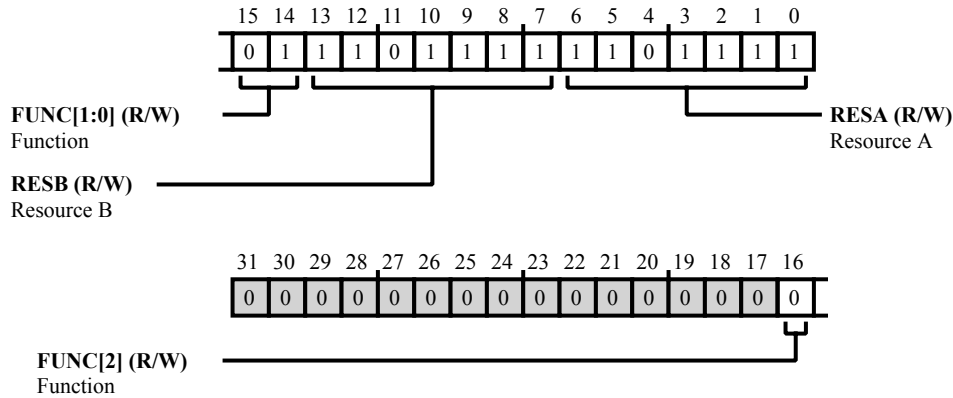 15 14 13 12 11 10 9 8 7 6 5 4 3 2 1 0
0 1 1 1 0 1 1 1 1 1 1 0 1 1 1 1
FUNC[1:0] (R/W)
Function
RESA (R/W)
Resource A
RESB (R/W)
Resource B
31 30 29 28 27 26 25 24 23 22 21 20 19 18 17 16
0 0 0 0 0 0 0 0 0 0 0 0 0 0 0 0
FUNC[2] (R/W)
Function